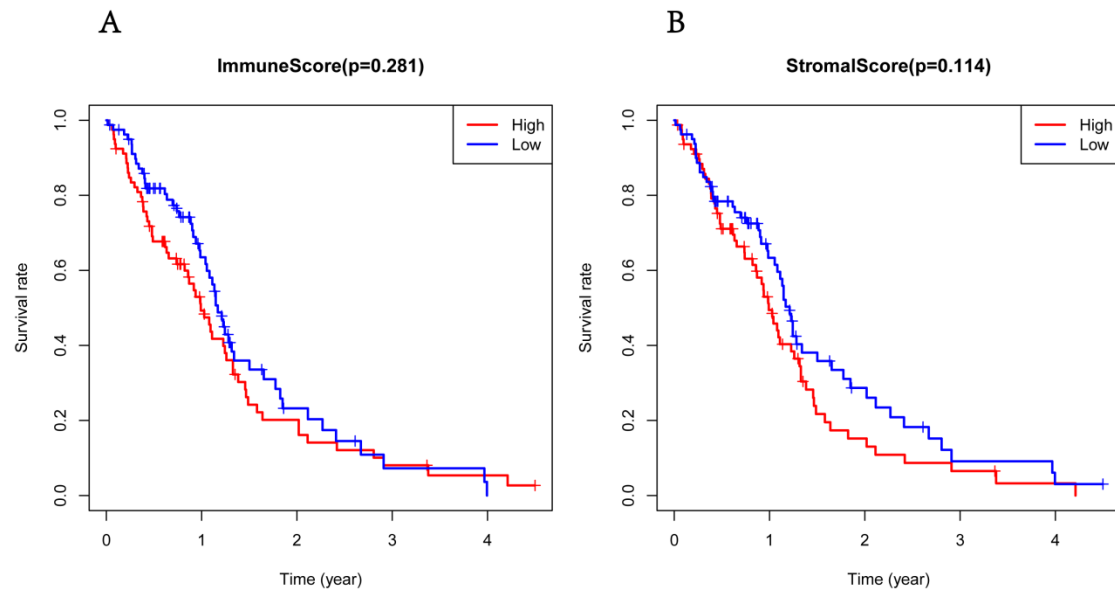 A
ImmuneScore(p=0.281)
High
Low
Survival rate
1.0
0.8
0.6
0.4
0.2
0.0
0
1
2
3
4
Time (year)
B
StromalScore(p=0.114)
High
Low
Survival rate
1.0
0.8
0.6
0.4
0.2
0.0
0
1
2
3
4
Time (year)